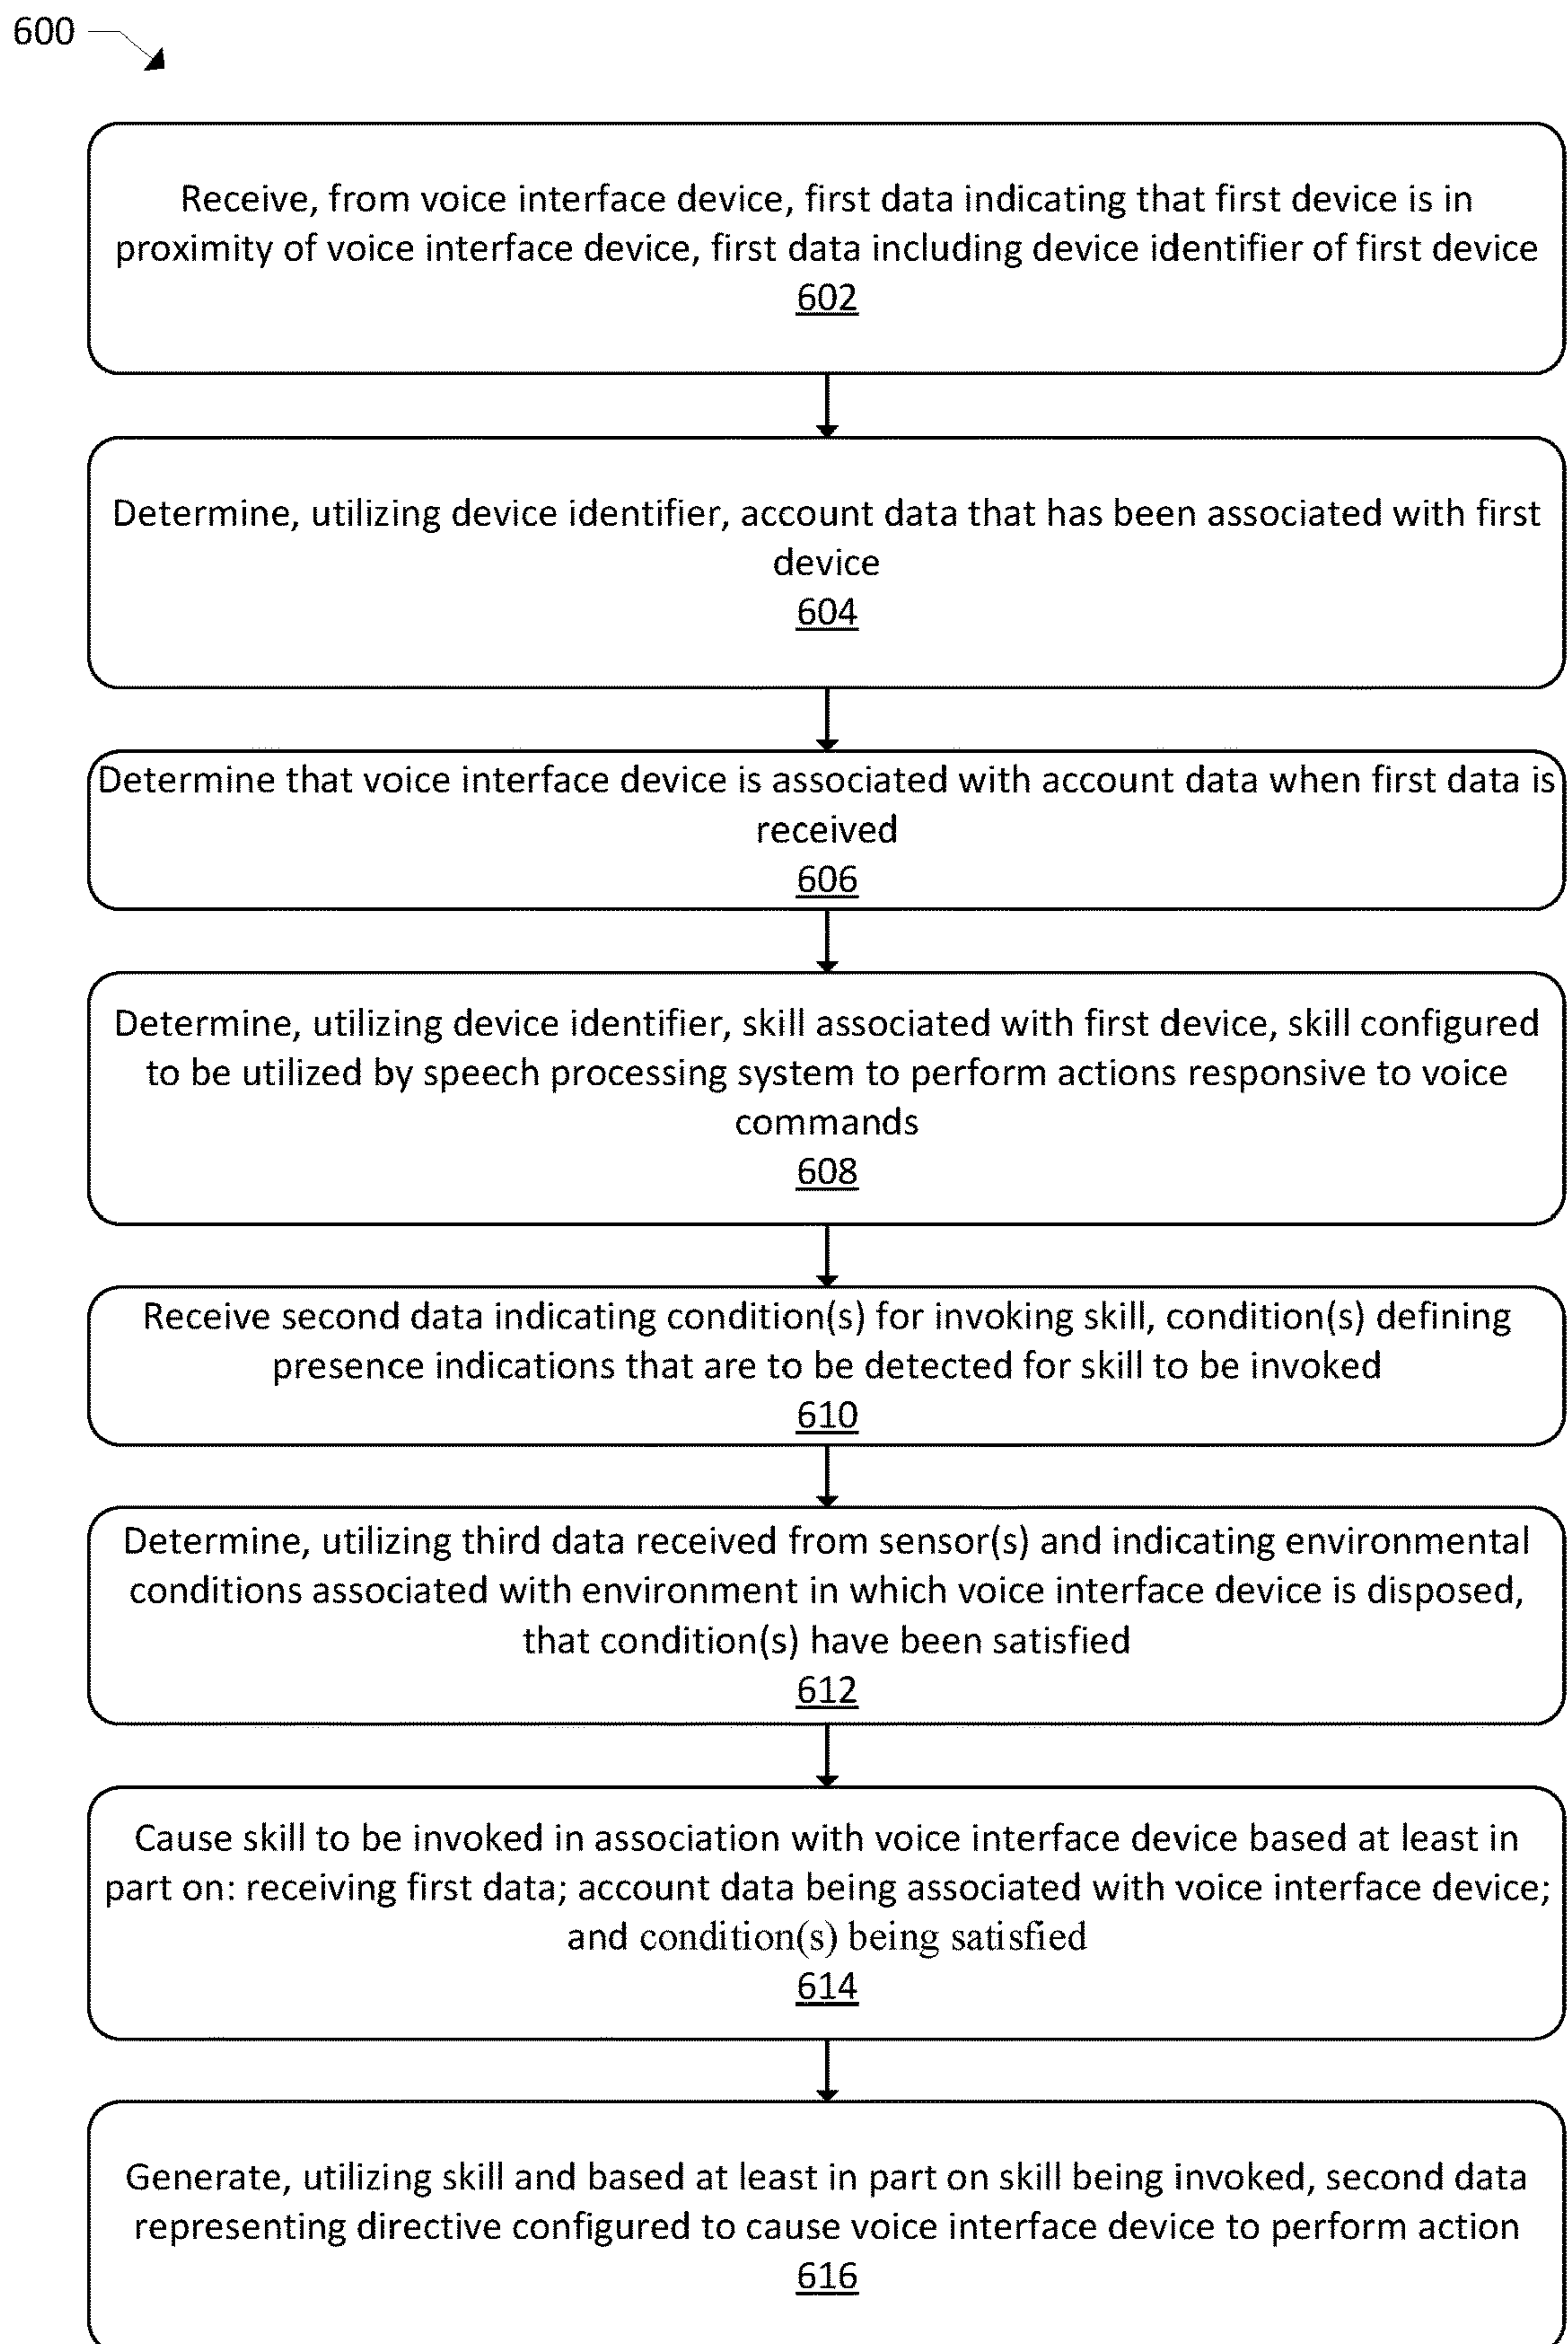 600
Receive, from voice interface device, first data indicating that first device is in
proximity of voice interface device, first data including device identifier of first device
602
Determine, utilizing device identifier, account data that has been associated with first
device
604
Determine that voice interface device is associated with account data when first data is
received
606
Determine, utilizing device identifier, skill associated with first device, skill configured
to be utilized by speech processing system to perform actions responsive to voice
commands
608
Receive second data indicating condition(s) for invoking skill, condition(s) defining
presence indications that are to be detected for skill to be invoked
610
Determine, utilizing third data received from sensor(s) and indicating environmental
conditions associated with environment in which voice interface device is disposed,
that condition(s) have been satisfied
612
Cause skill to be invoked in association with voice interface device based at least in
part on: receiving first data; account data being associated with voice interface device;
and condition(s) being satisfied
614
Generate, utilizing skill and based at least in part on skill being invoked, second data
representing directive configured to cause voice interface device to perform action
616